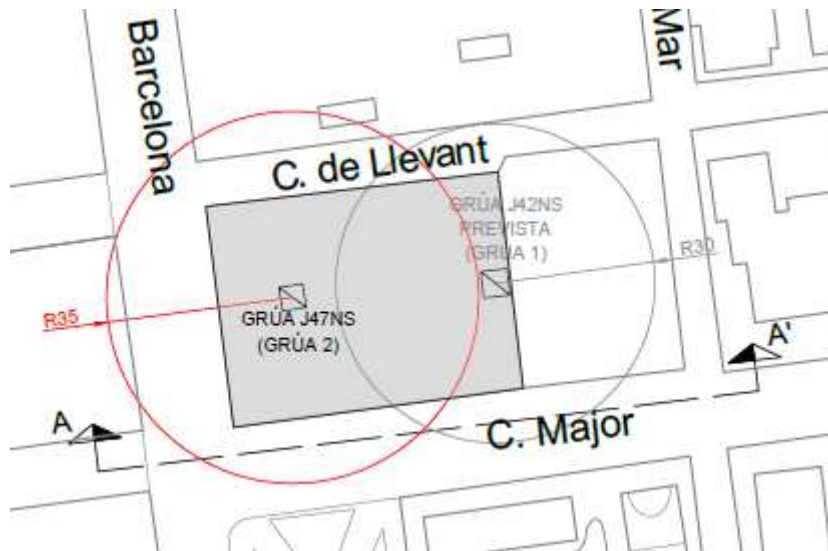 Barcelona
Mar
C. de Llevant
GRÚA J42NS
PREVISTA
(GRÚA 1)
R30
R35
GRÚA J47NS
(GRÚA 2)
A'
A
C. Major